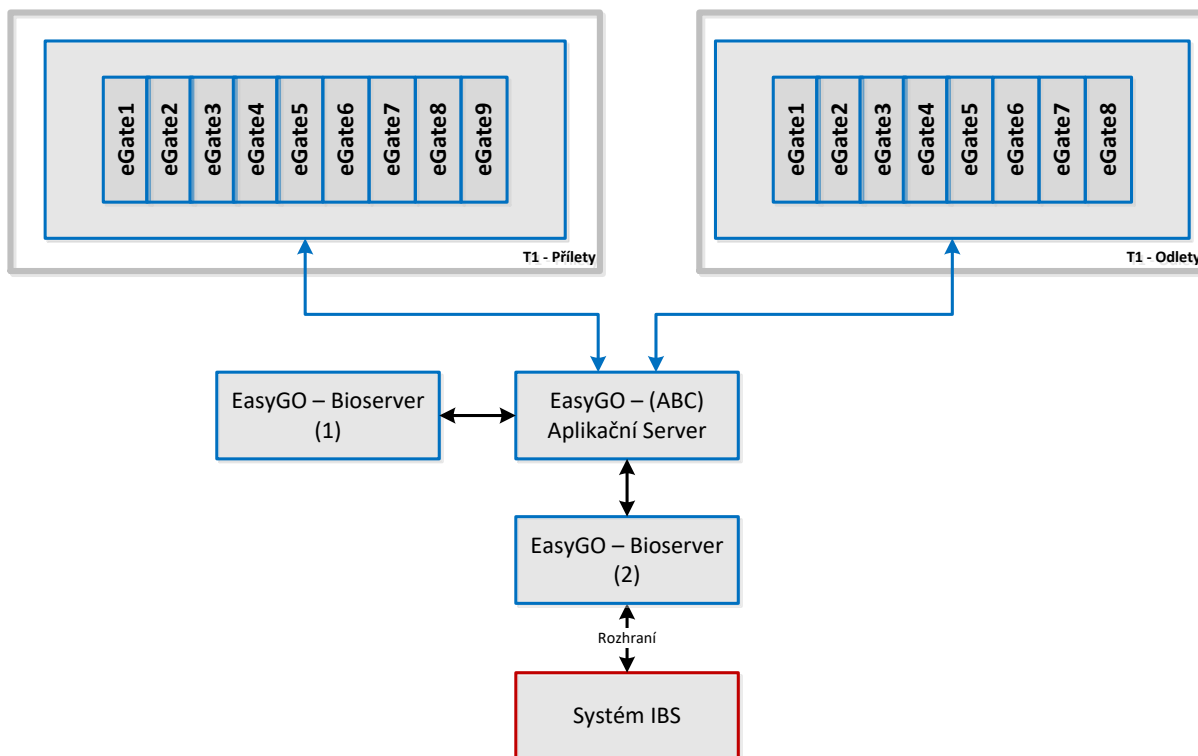 eGate1
eGate2
eGate3
eGate4
eGate5
eGate6
eGate7
eGate8
eGate9
T1 - Přílety
eGate1
eGate2
eGate3
eGate4
eGate5
eGate6
eGate7
eGate8
T1 - Odlety
EasyGO – Bioserver
(1)
EasyGO – (ABC)
Aplikační Server
EasyGO – Bioserver
(2)
Rozhraní
Systém IBS